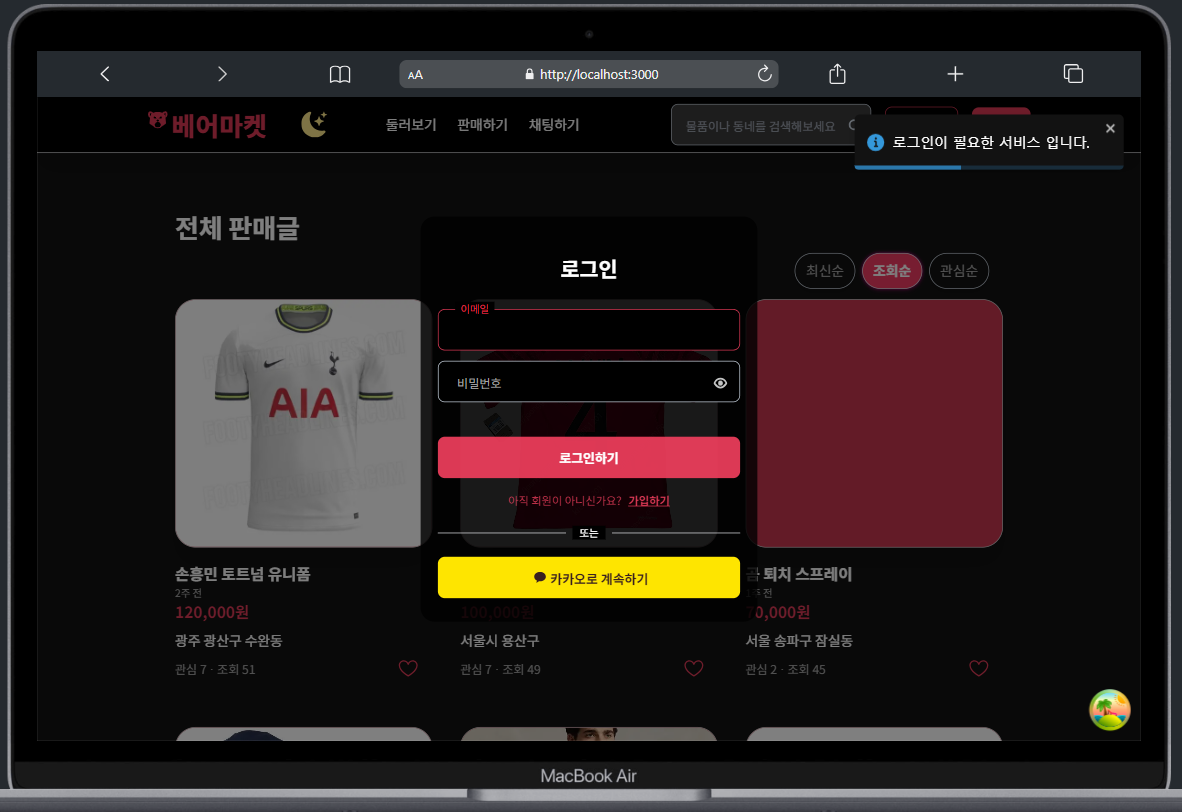 AA http://localhost:3000
베어마켓 둘러보기 판매하기 채팅하기 물품이나 동네를 검색해보세요
로그인이 필요한 서비스 입니다.
전체 판매글
최신순 조회순 관심순
로그인
이메일
비밀번호
로그인하기
아직 회원이 아니신가요? 가입하기
또는
카카오로 계속하기
AIA
손흥민 토트넘 유니폼
2주 전
120,000원
광주 광산구 수완동
관심 7 · 조회 51
100,000원
서울시 용산구
관심 7 · 조회 49
곰 퇴치 스프레이
주 전
70,000원
서울 송파구 잠실동
관심 2 · 조회 45
MacBook Air